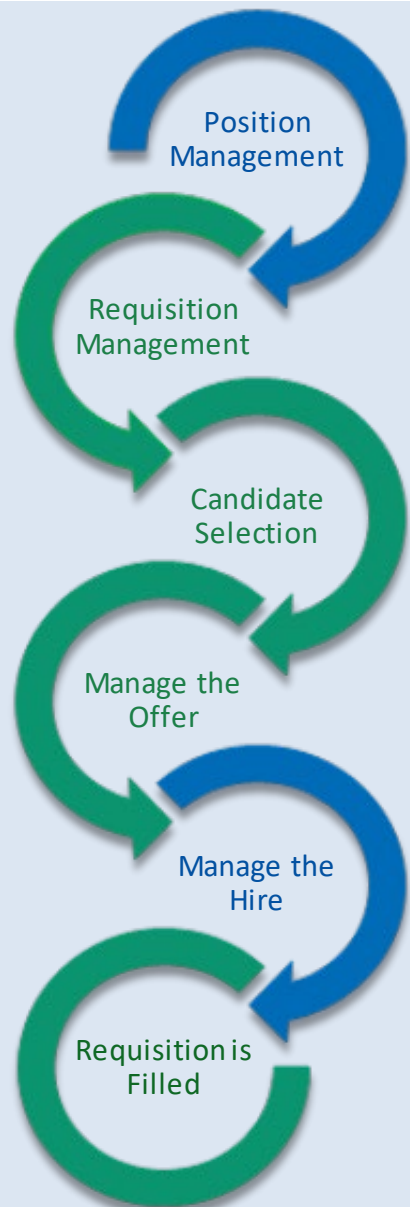 Position
Management
Requisition
Management
Candidate
Selection
Manage the
Offer
Manage the
Hire
Requisition is
Filled